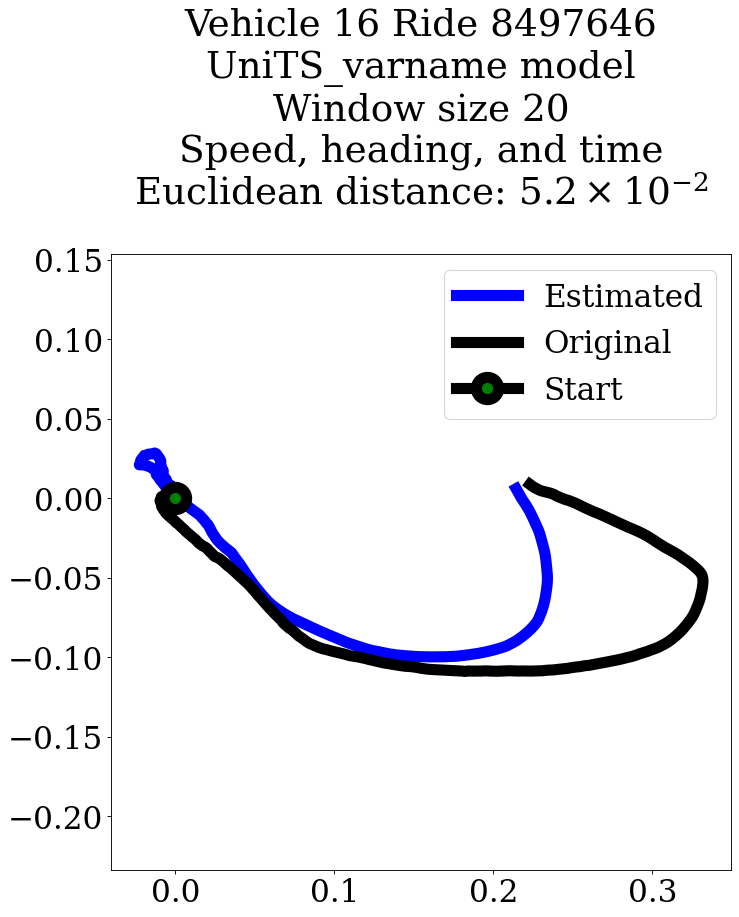 Vehicle 16 Ride 8497646
UniTS_varname model
Window size 20
Speed, heading, and time
Euclidean distance: 5.2 × 10⁻²
Estimated
Original
Start
0.15
0.10
0.05
0.00
−0.05
−0.10
−0.15
−0.20
0.0 0.1 0.2 0.3